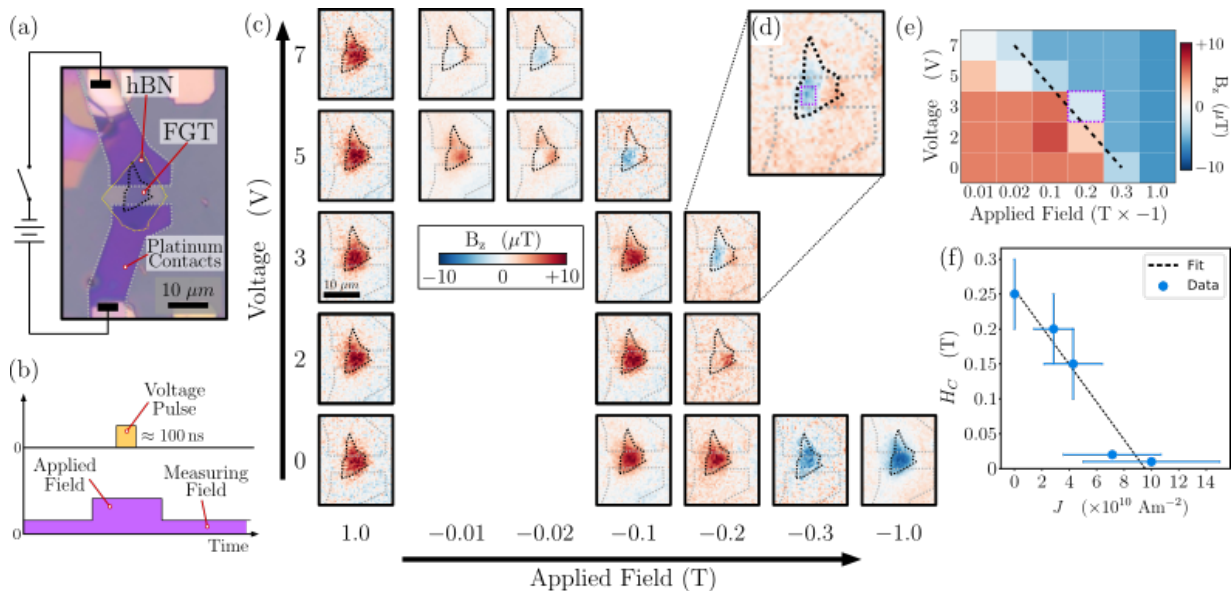 (a)
hBN
FGT
Platinum
Contacts
10 μm
(b)
Voltage
Pulse
≈ 100 ns
0
Applied
Field
Measuring
Field
0
Time
(c)
Voltage (V)
7
5
3
2
0
10 μm
B_z (μT)
−10 0 +10
1.0 −0.01 −0.02 −0.1 −0.2 −0.3 −1.0
Applied Field (T)
(d)
(e)
Voltage (V)
7
5
3
2
0
0.01 0.02 0.1 0.2 0.3 1.0
Applied Field (T × −1)
+10
0
−10
B_z (μT)
(f)
H_C (T)
0.3
0.25
0.2
0.15
0.1
0.05
0
Fit
Data
0 2 4 6 8 10 12 14
J (×10¹⁰ Am⁻²)